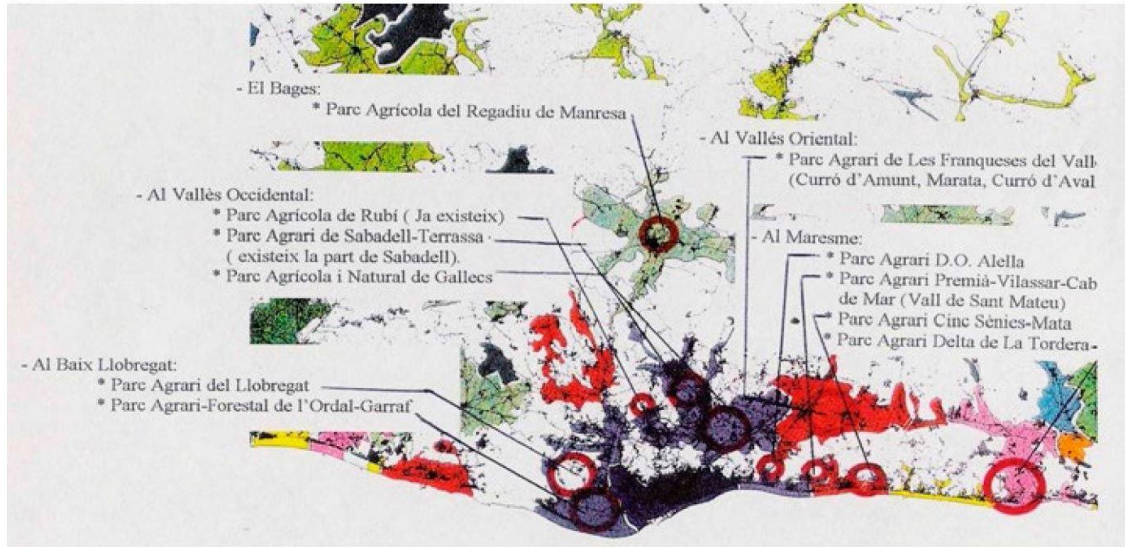 - El Bages:
* Parc Agrícola del Regadiu de Manresa
- Al Vallés Oriental:
* Parc Agrari de Les Franqueses del Vall
(Curró d'Amunt, Marata, Curró d'Aval
- Al Vallès Occidental:
* Parc Agrícola de Rubí ( Ja existeix)
* Parc Agrari de Sabadell-Terrassa
( existeix la part de Sabadell).
* Parc Agrícola i Natural de Gallecs
- Al Maresme:
* Parc Agrari D.O. Alella
* Parc Agrari Premià-Vilassar-Cab
de Mar (Vall de Sant Mateu)
* Parc Agrari Cinc Sènies-Mata
* Parc Agrari Delta de La Tordera
- Al Baix Llobregat:
* Parc Agrari del Llobregat
* Parc Agrari-Forestal de l'Ordal-Garraf